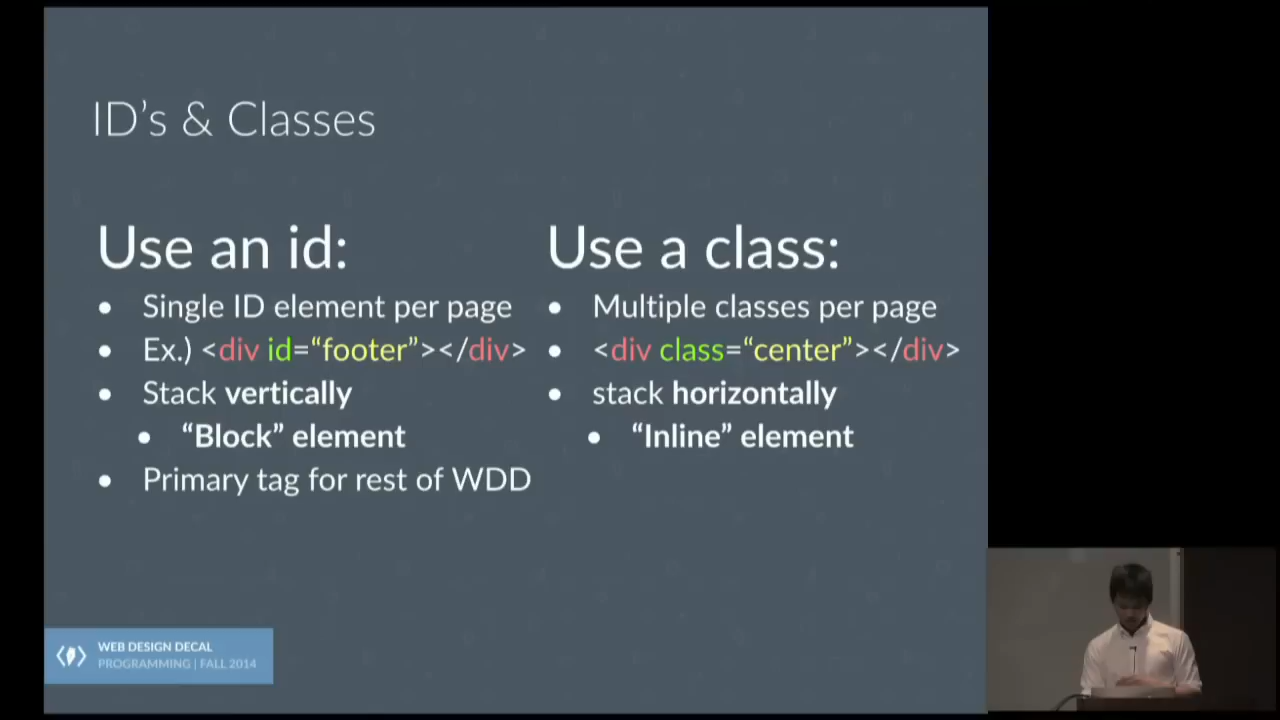 ID’s & Classes
Use an id:
• Single ID element per page
• Ex.) <div id=“footer”></div>
• Stack vertically
• “Block” element
• Primary tag for rest of WDD
Use a class:
• Multiple classes per page
• <div class=“center”></div>
• stack horizontally
• “Inline” element
WEB DESIGN DECAL
PROGRAMMING | FALL 2014